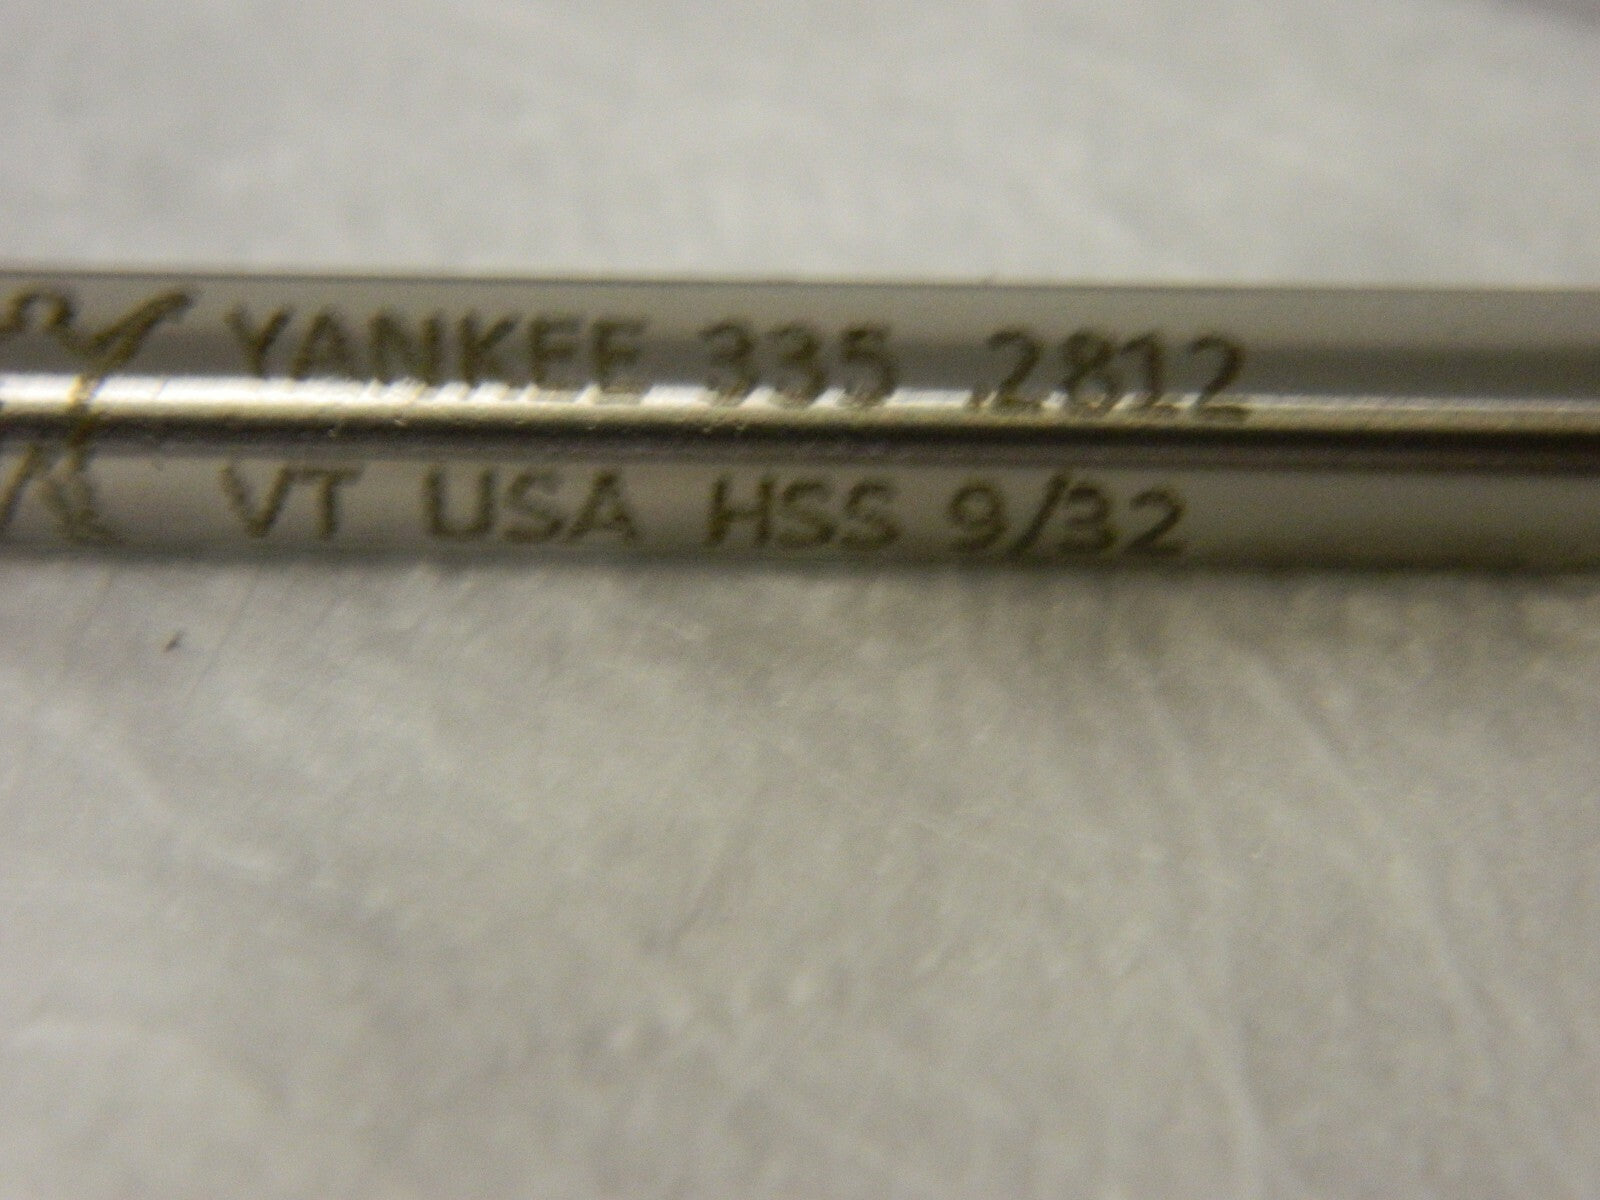 YANKEE 335 .2812
VT USA HSS 9/32